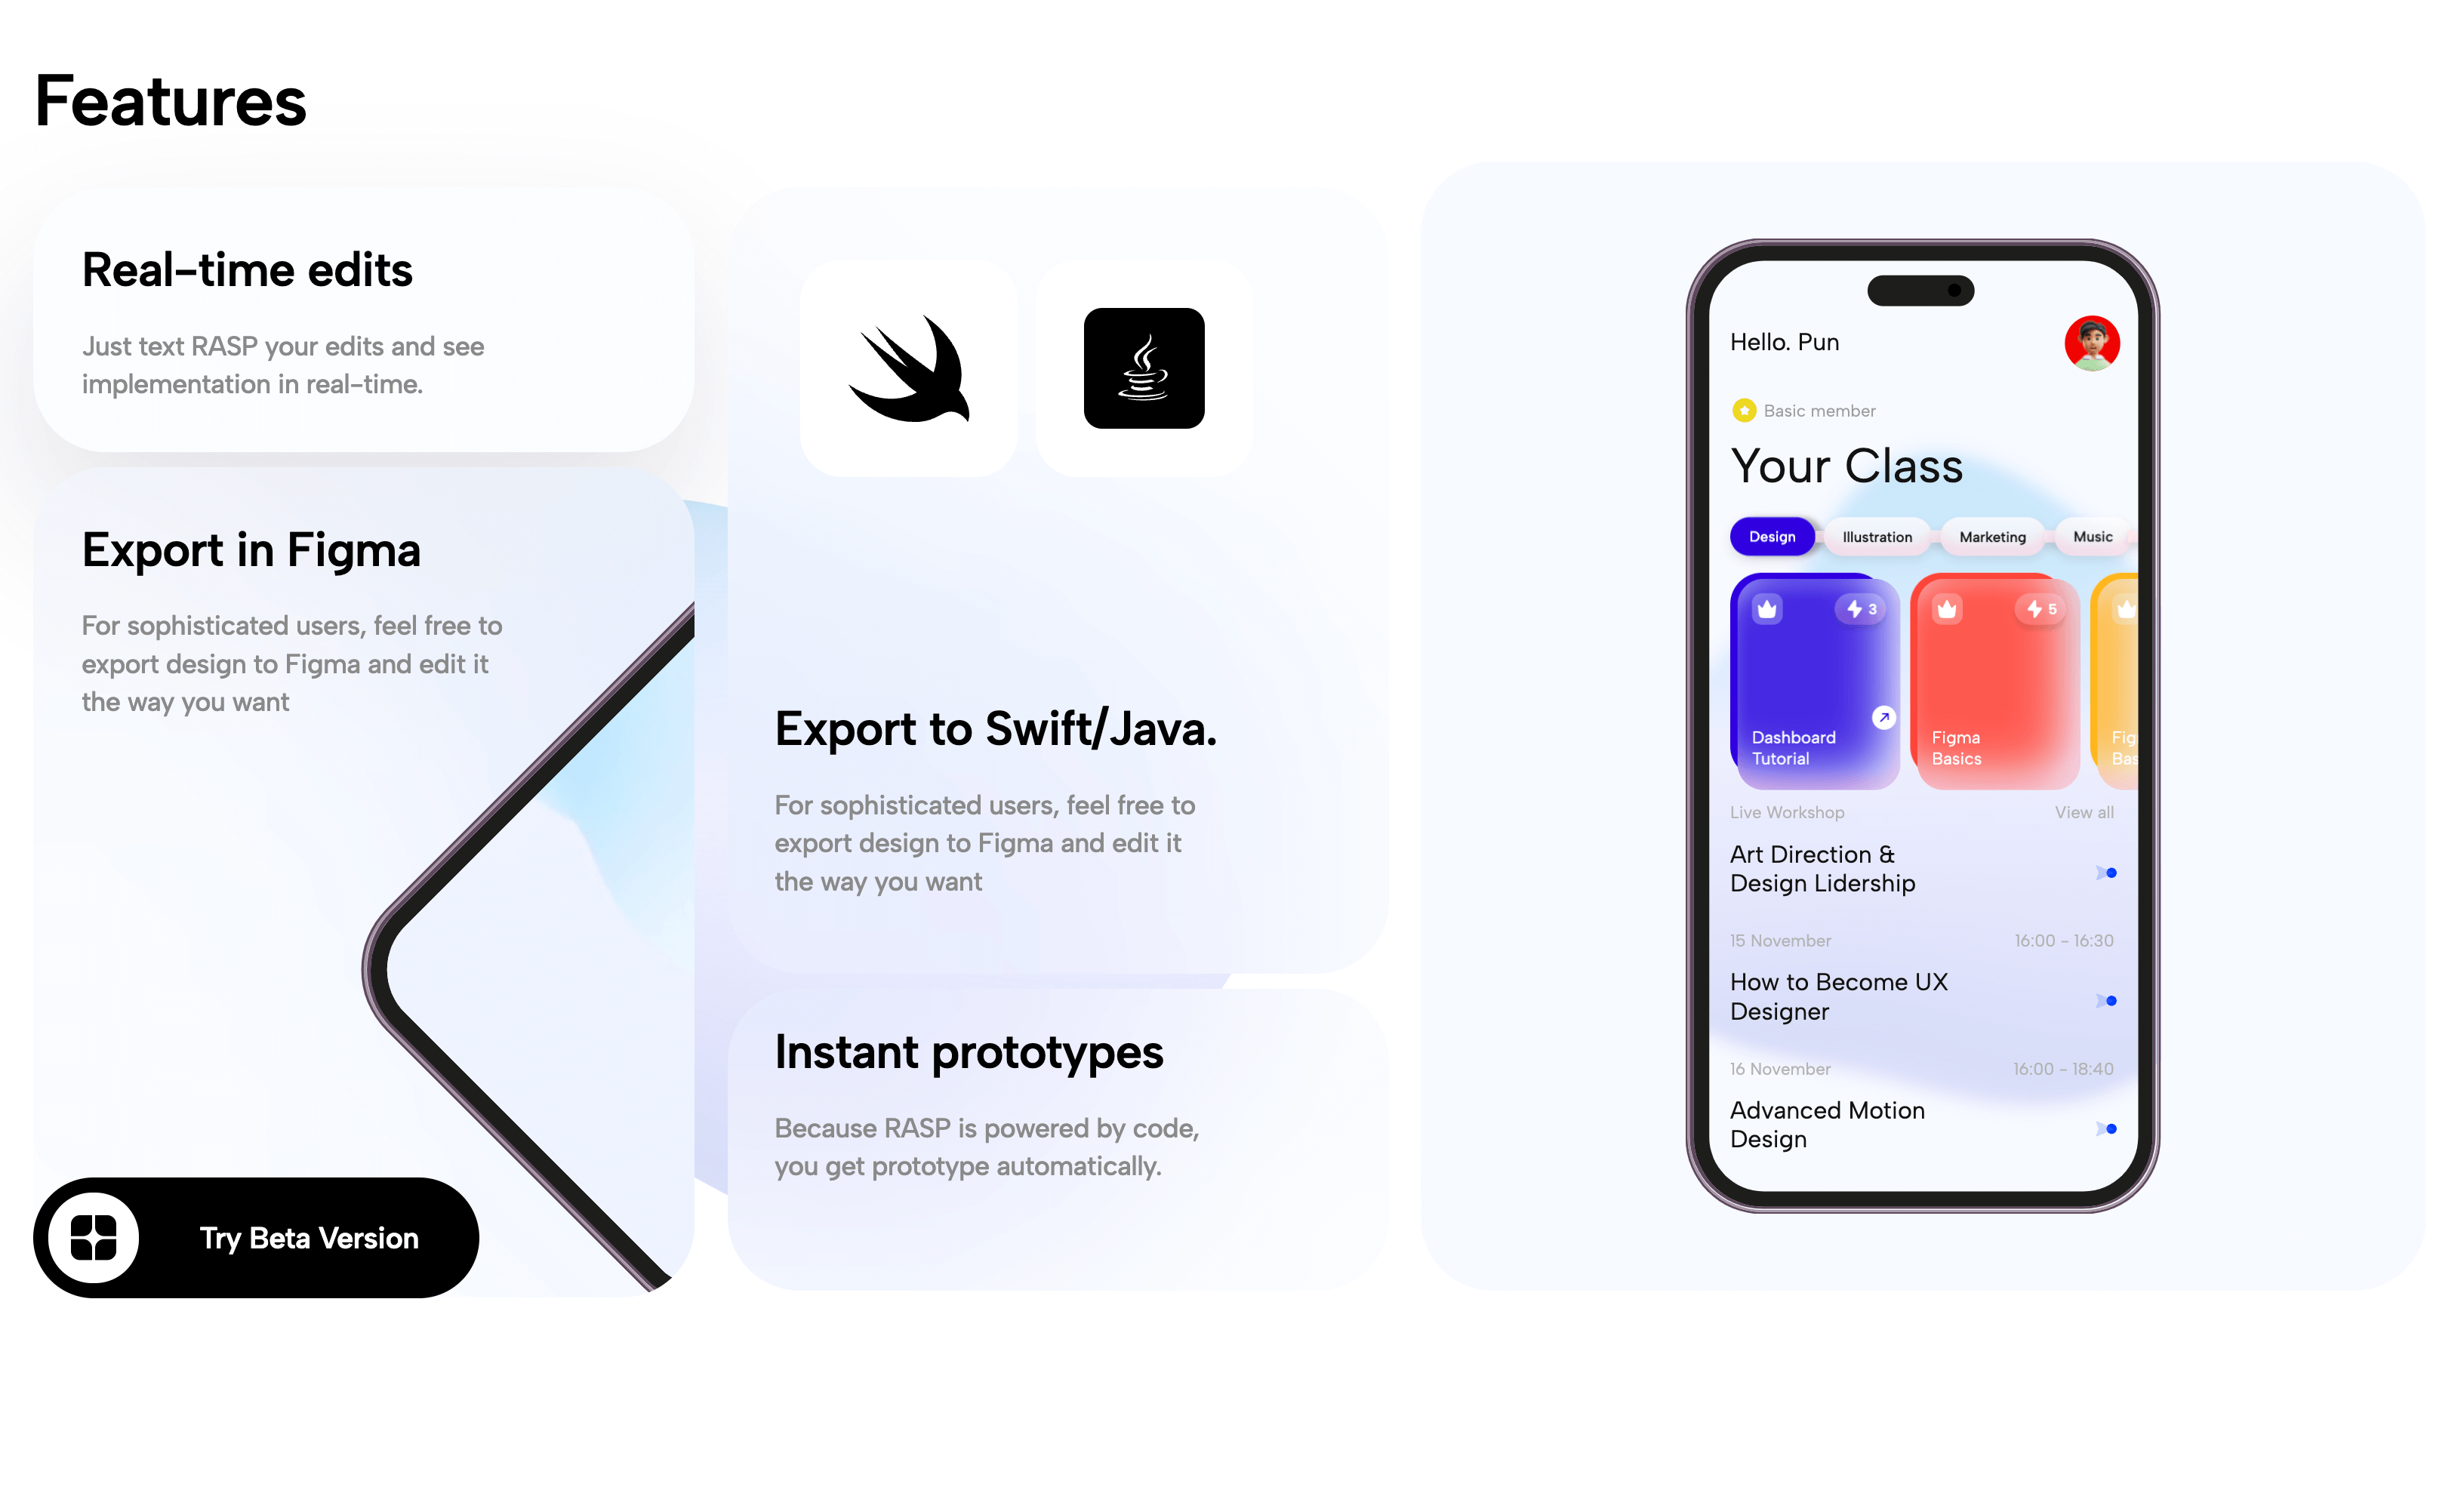 Features
Real-time edits
Just text RASP your edits and see
implementation in real-time.
Export in Figma
For sophisticated users, feel free to
export design to Figma and edit it
the way you want
Try Beta Version
Export to Swift/Java.
For sophisticated users, feel free to
export design to Figma and edit it
the way you want
Instant prototypes
Because RASP is powered by code,
you get prototype automatically.
Hello. Pun
Basic member
Your Class
Design Illustration Marketing Music
3 5
Dashboard
Tutorial
Figma
Basics
Live Workshop View all
Art Direction &
Design Lidership
15 November 16:00 - 16:30
How to Become UX
Designer
16 November 16:00 - 18:40
Advanced Motion
Design